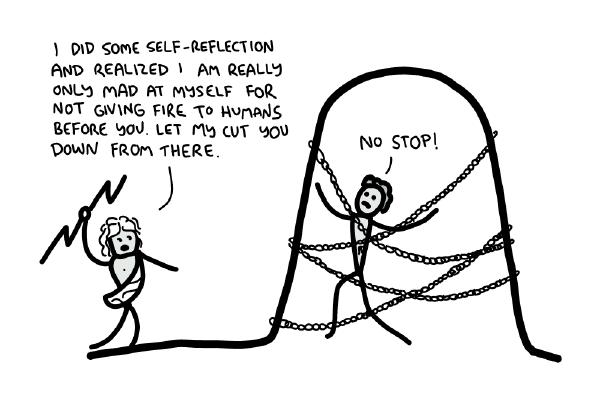 I DID SOME SELF-REFLECTION
AND REALIZED I AM REALLY
ONLY MAD AT MYSELF FOR
NOT GIVING FIRE TO HUMANS
BEFORE YOU. LET MY CUT YOU
DOWN FROM THERE.
NO STOP!